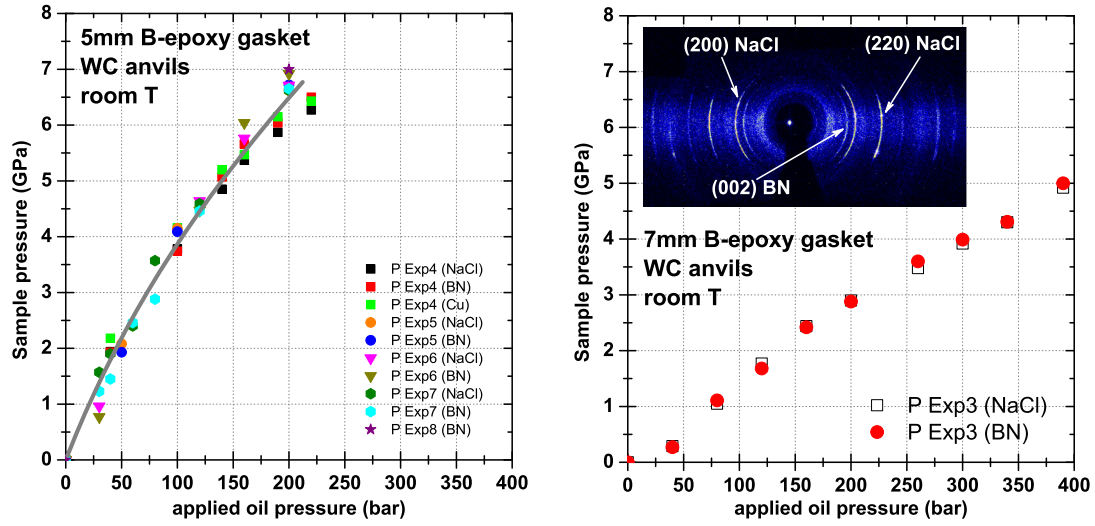 5mm B-epoxy gasket
WC anvils
room T
Sample pressure (GPa)
8
7
6
5
4
3
2
1
0
P Exp4 (NaCl)
P Exp4 (BN)
P Exp4 (Cu)
P Exp5 (NaCl)
P Exp5 (BN)
P Exp6 (NaCl)
P Exp6 (BN)
P Exp7 (NaCl)
P Exp7 (BN)
P Exp8 (BN)
0 50 100 150 200 250 300 350 400
applied oil pressure (bar)
Sample pressure (GPa)
8
7
6
5
4
3
2
1
0
(200) NaCl
(220) NaCl
(002) BN
7mm B-epoxy gasket
WC anvils
room T
P Exp3 (NaCl)
P Exp3 (BN)
0 50 100 150 200 250 300 350 400
applied oil pressure (bar)